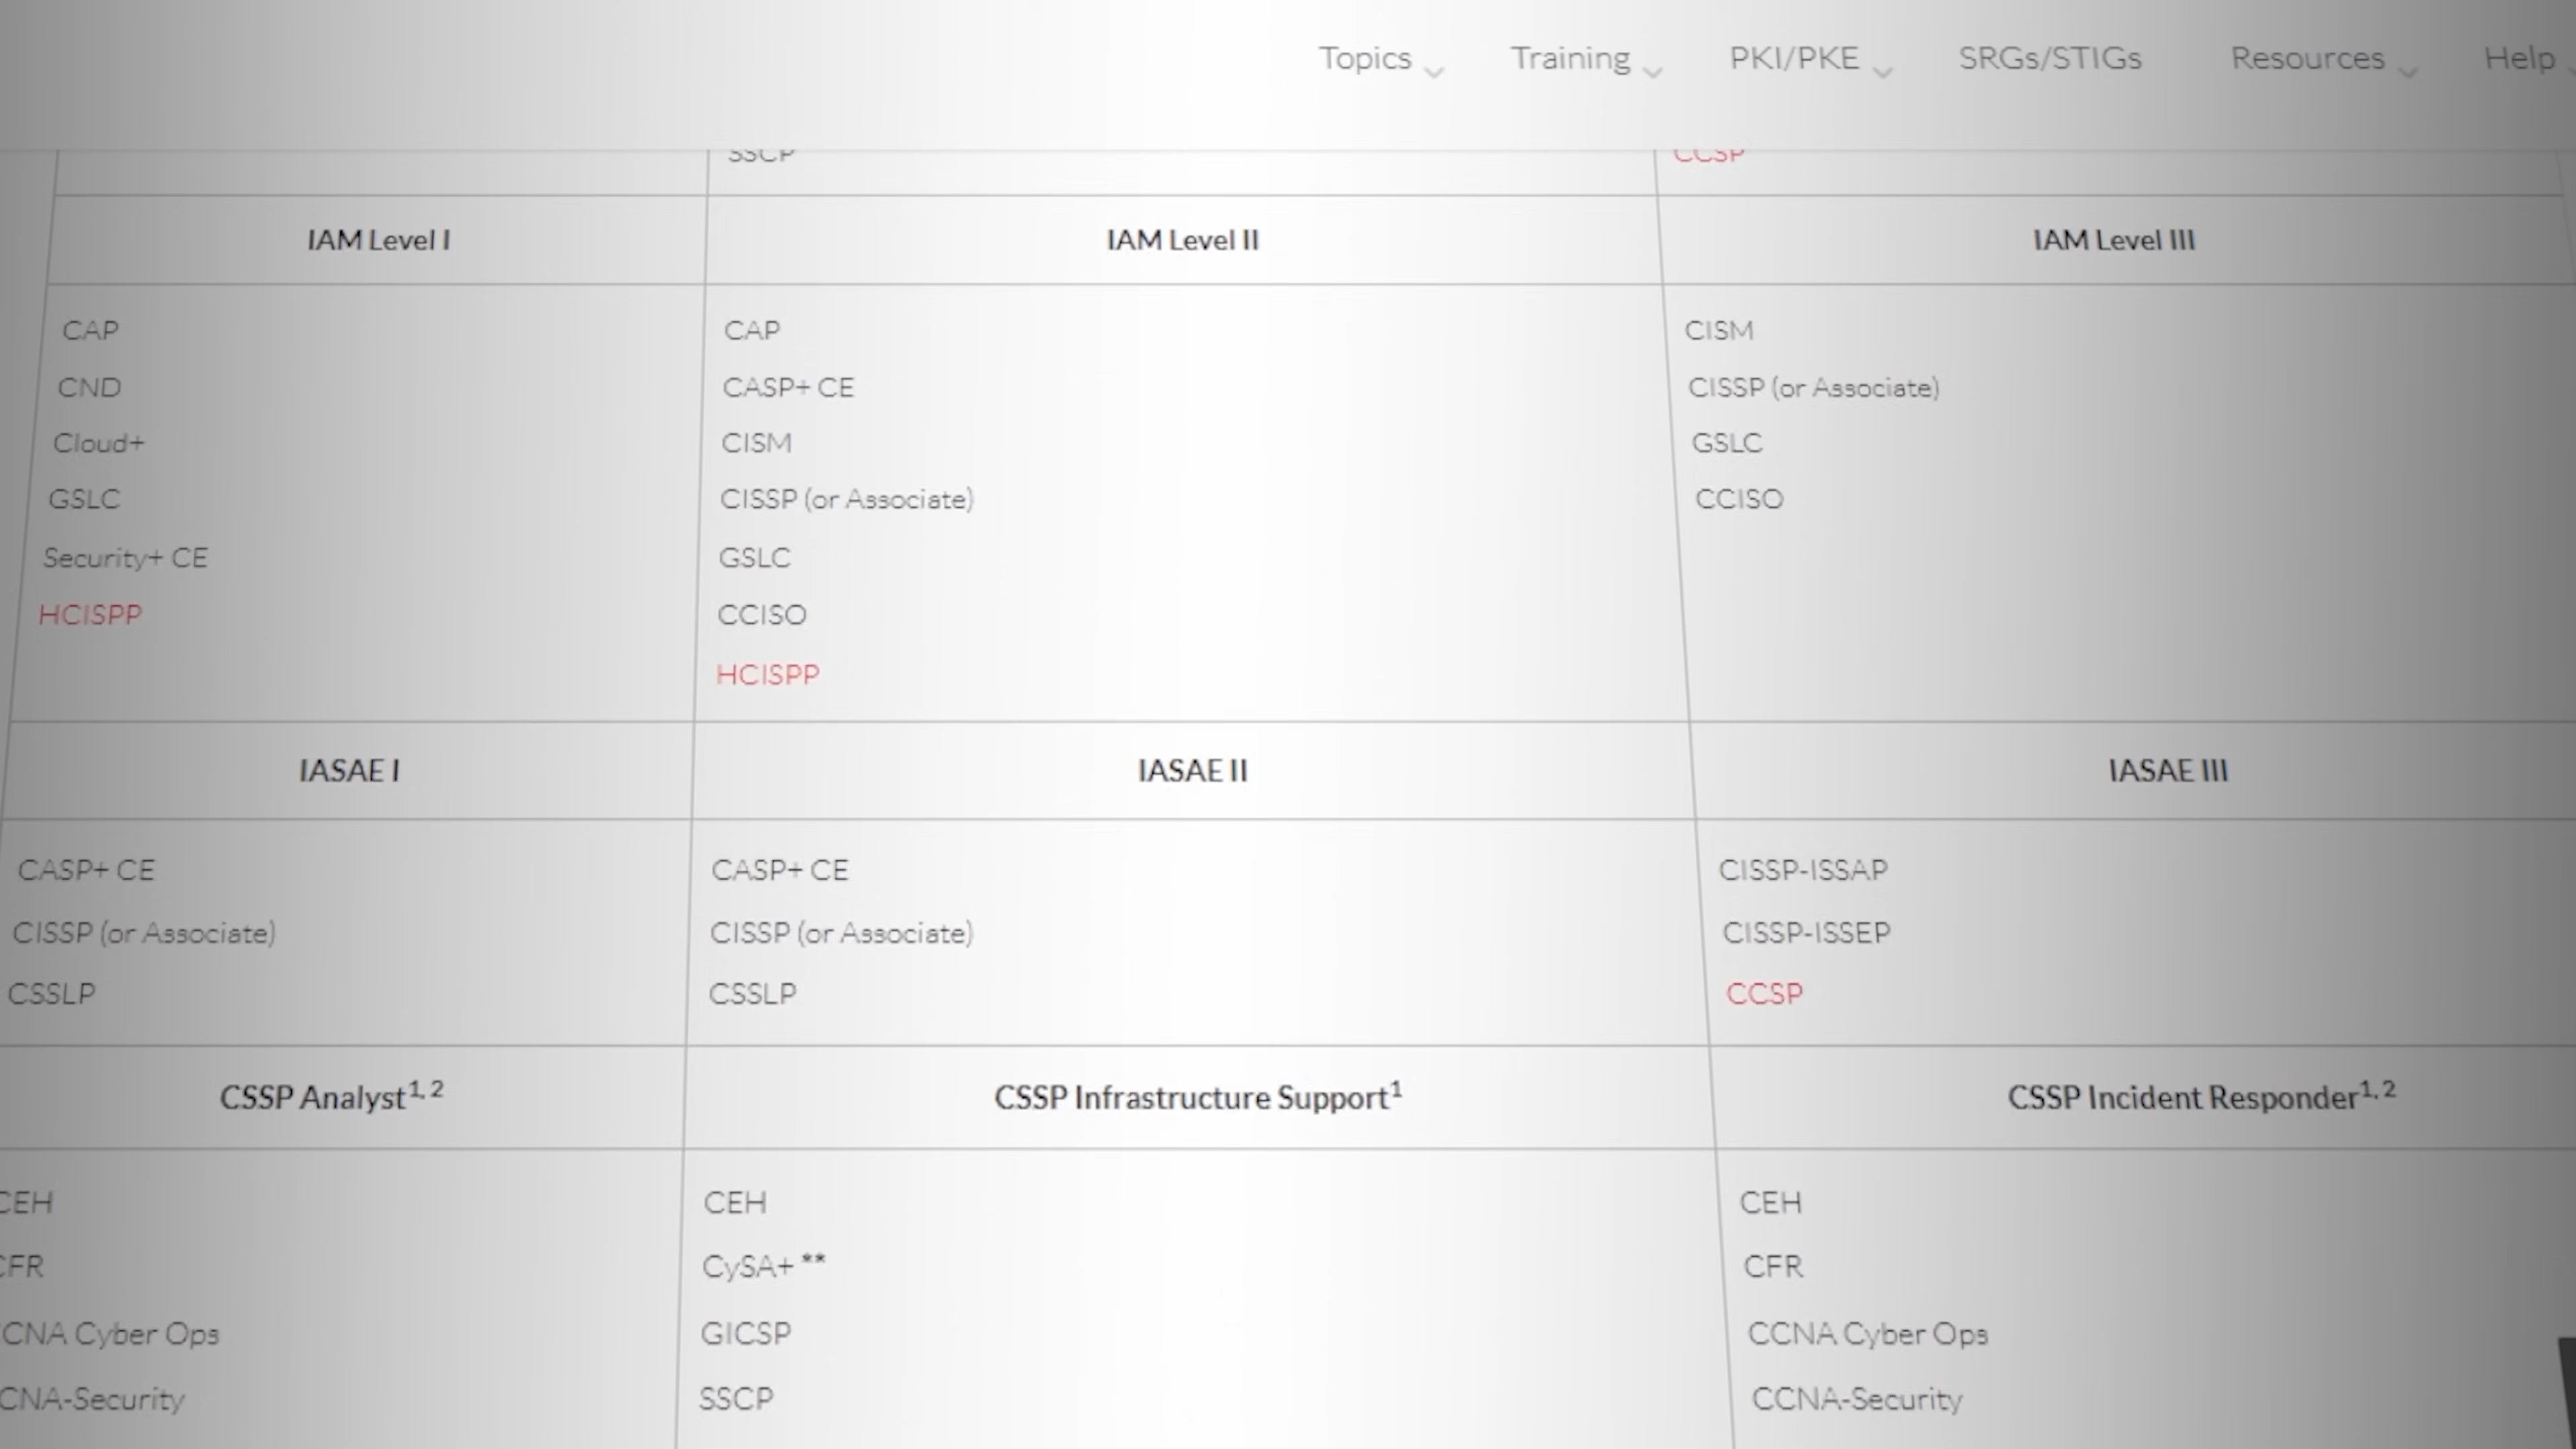 Topics Training PKI/PKE SRGs/STIGs Resources Help
SSCP
CCSP
IAM Level I
IAM Level II
IAM Level III
CAP
CND
Cloud+
GSLC
Security+ CE
HCISPP
CAP
CASP+ CE
CISM
CISSP (or Associate)
GSLC
CCISO
HCISPP
CISM
CISSP (or Associate)
GSLC
CCISO
IASAE I
IASAE II
IASAE III
CASP+ CE
CISSP (or Associate)
CSSLP
CASP+ CE
CISSP (or Associate)
CSSLP
CISSP-ISSAP
CISSP-ISSEP
CCSP
CSSP Analyst1, 2
CSSP Infrastructure Support1
CSSP Incident Responder1, 2
CEH
CFR
CNA Cyber Ops
CNA-Security
CEH
CySA+ **
GICSP
SSCP
CEH
CFR
CCNA Cyber Ops
CCNA-Security